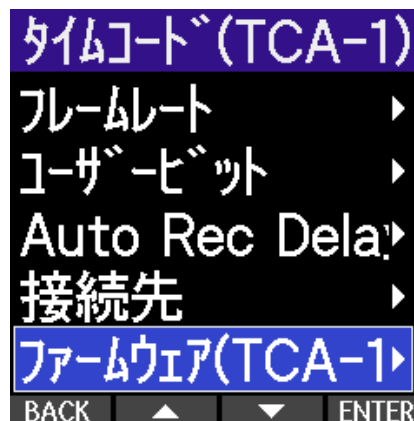 タイムコード(TCA-1)
フレームレート
ユーザービット
Auto Rec Delay
接続先
ファームウェア(TCA-1
BACK ENTER